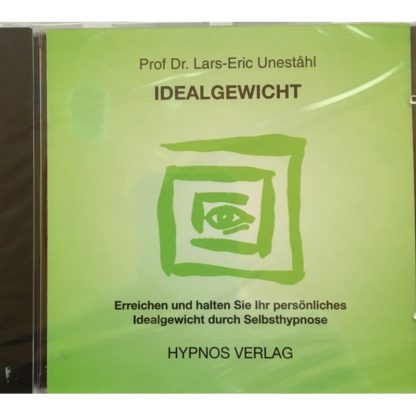 Prof Dr. Lars-Eric Uneståhl
IDEALGEWICHT
Erreichen und halten Sie Ihr persönliches
Idealgewicht durch Selbsthypnose
HYPNOS VERLAG